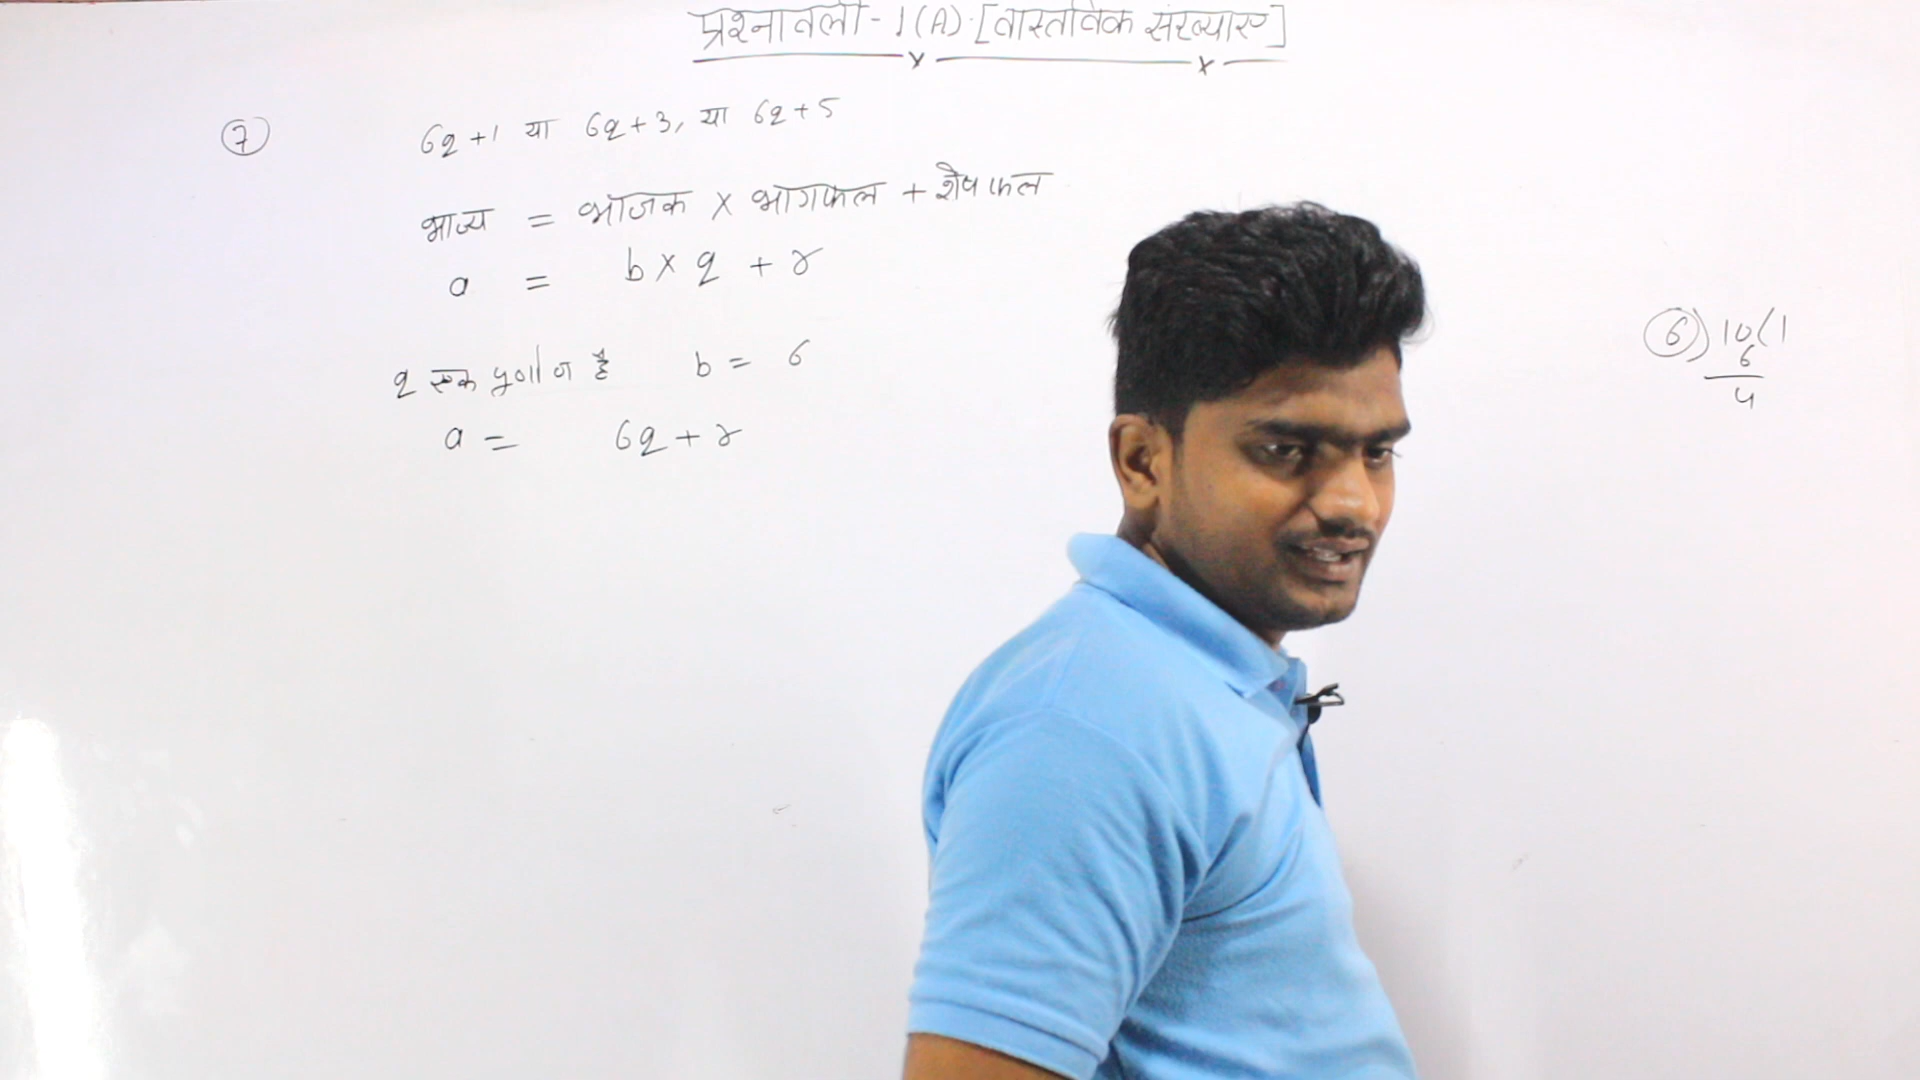 प्रश्नावली - 1(A) [वास्तविक संख्याए]
7 6q + 1 या 6q + 3, या 6q + 5
भाज्य = भाजक × भागफल + शेषफल
a = b × q + r
q एक पूर्णांक है b = 6
a = 6q + r
6) 10 ( 1
6
4